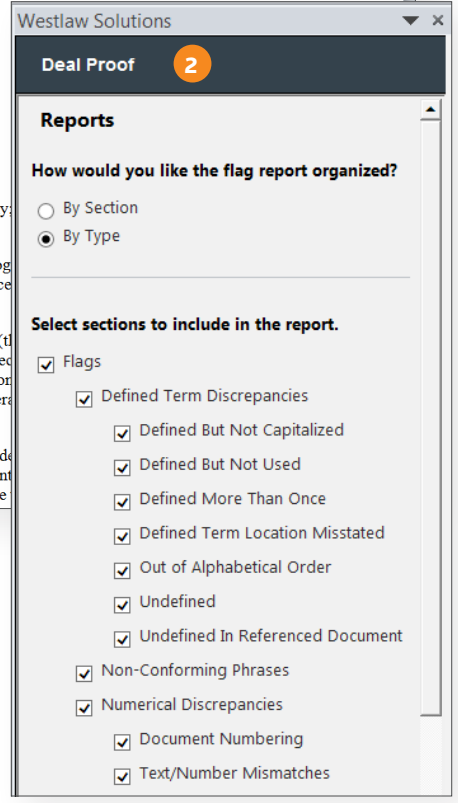 Westlaw Solutions
Deal Proof 2
Reports
How would you like the flag report organized?
By Section
By Type
Select sections to include in the report.
Flags
Defined Term Discrepancies
Defined But Not Capitalized
Defined But Not Used
Defined More Than Once
Defined Term Location Misstated
Out of Alphabetical Order
Undefined
Undefined In Referenced Document
Non-Conforming Phrases
Numerical Discrepancies
Document Numbering
Text/Number Mismatches